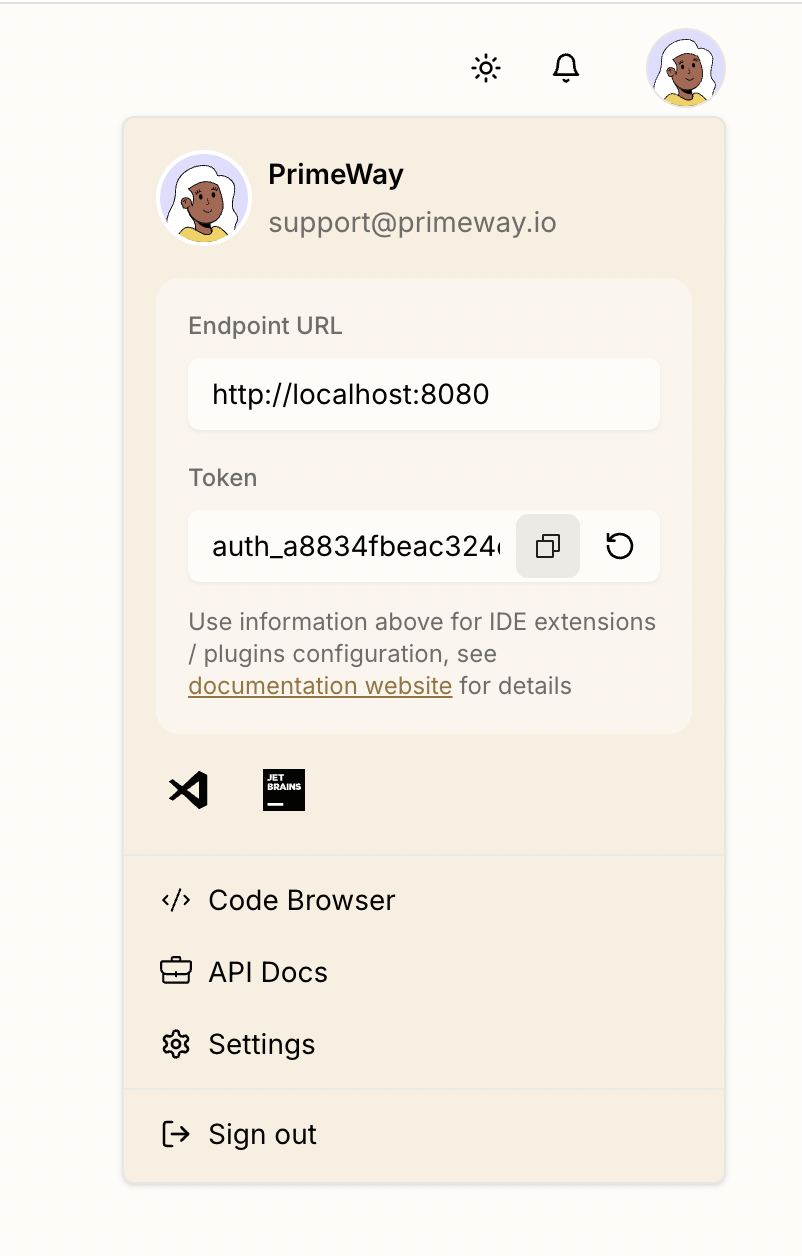 PrimeWay
support@primeway.io
Endpoint URL
http://localhost:8080
Token
auth_a8834fbeac324
Use information above for IDE extensions
/ plugins configuration, see
documentation website for details
JET
BRAINS
Code Browser
API Docs
Settings
Sign out